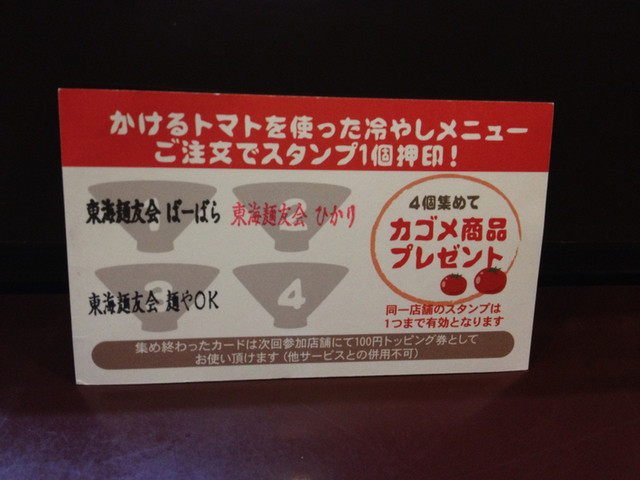 かけるトマトを使った冷やしメニュー
ご注文でスタンプ1個押印！
東海麺友会 ばーばら
東海麺友会 ひかり
3
東海麺友会 麺やOK
4
4個集めて
カゴメ商品
プレゼント
同一店舗のスタンプは
1つまで有効となります
集め終わったカードは次回参加店舗にて100円トッピング券として
お使い頂けます（他サービスとの併用不可）